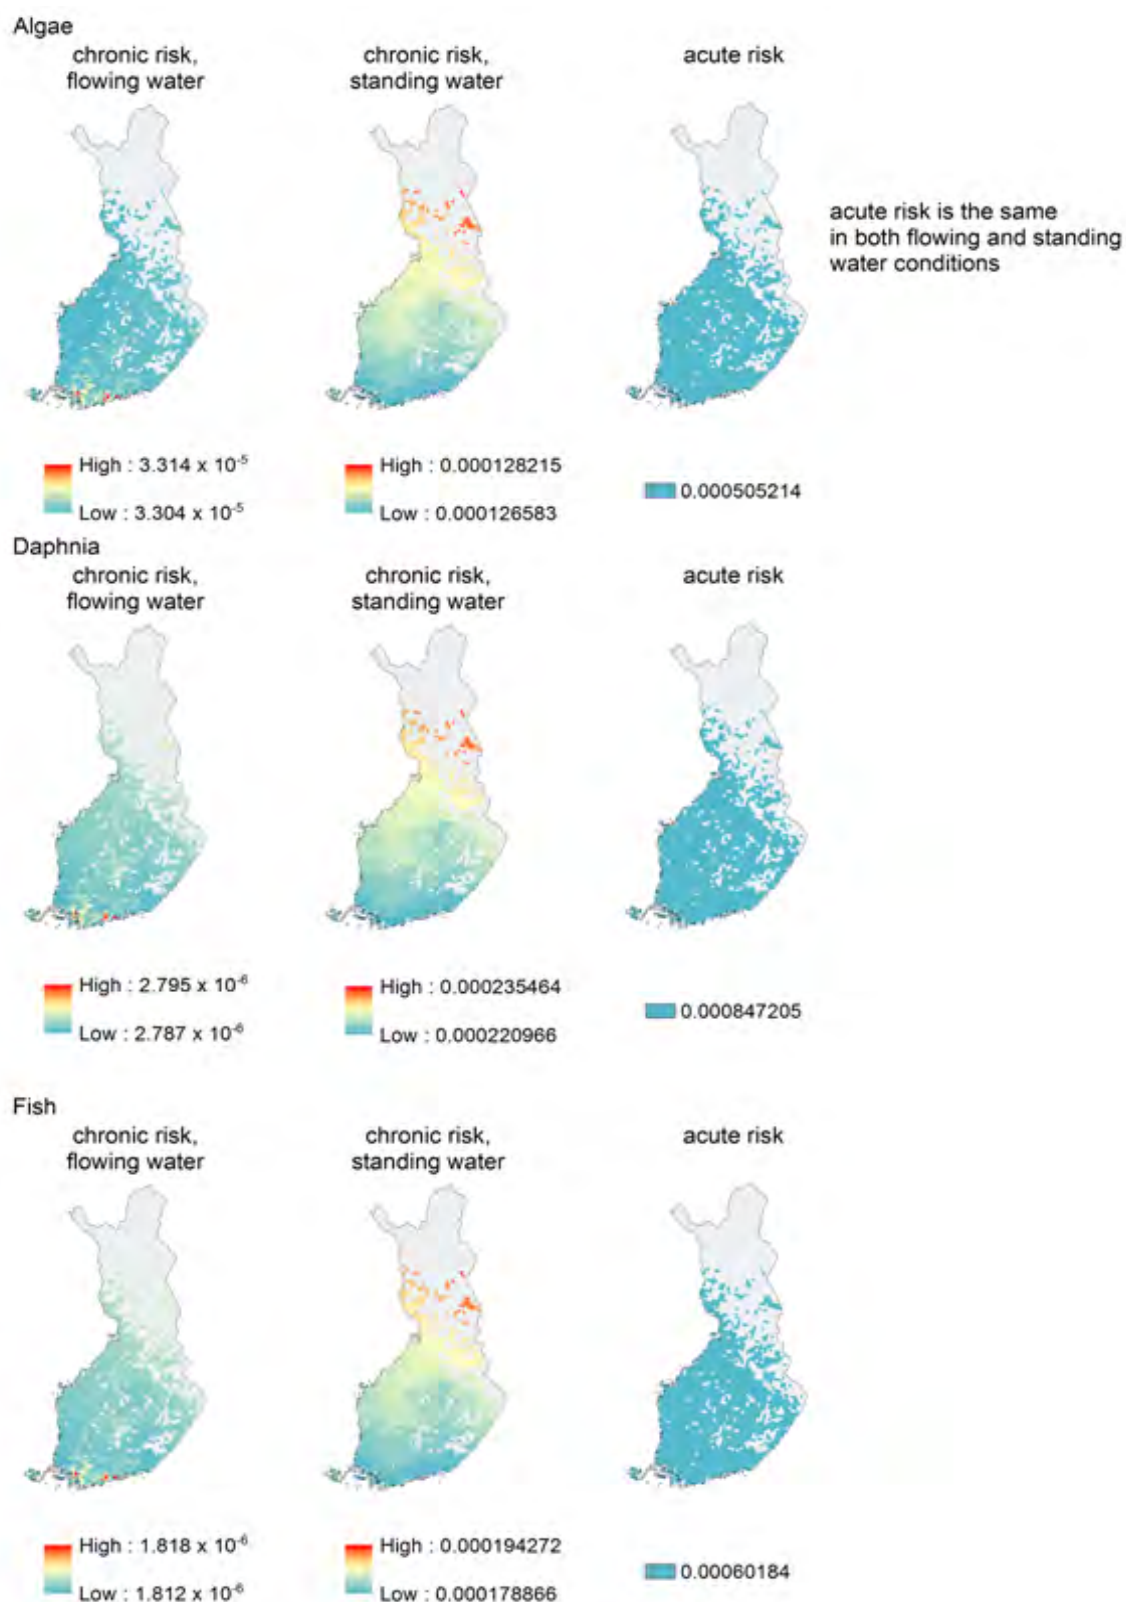 Algae
chronic risk,
flowing water
chronic risk,
standing water
acute risk
acute risk is the same
in both flowing and standing
water conditions
High : 3.314 x 10⁻⁵
Low : 3.304 x 10⁻⁵
High : 0.000128215
Low : 0.000126583
0.000505214
Daphnia
chronic risk,
flowing water
chronic risk,
standing water
acute risk
High : 2.795 x 10⁻⁶
Low : 2.787 x 10⁻⁶
High : 0.000235464
Low : 0.000220966
0.000847205
Fish
chronic risk,
flowing water
chronic risk,
standing water
acute risk
High : 1.818 x 10⁻⁶
Low : 1.812 x 10⁻⁶
High : 0.000194272
Low : 0.000178866
0.00060184